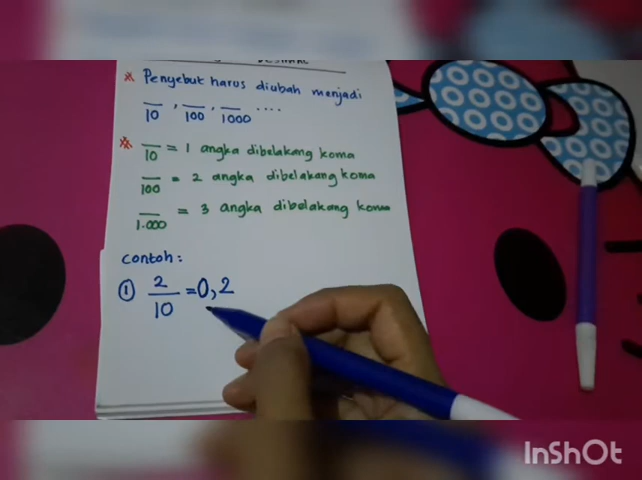 * Penyebut harus diubah menjadi
― , ― , ― ....
10 100 1000
* ―/10 = 1 angka dibelakang koma
―/100 = 2 angka dibelakang koma
―/1.000 = 3 angka dibelakang koma
Contoh:
① 2/10 = 0,2
InShOt